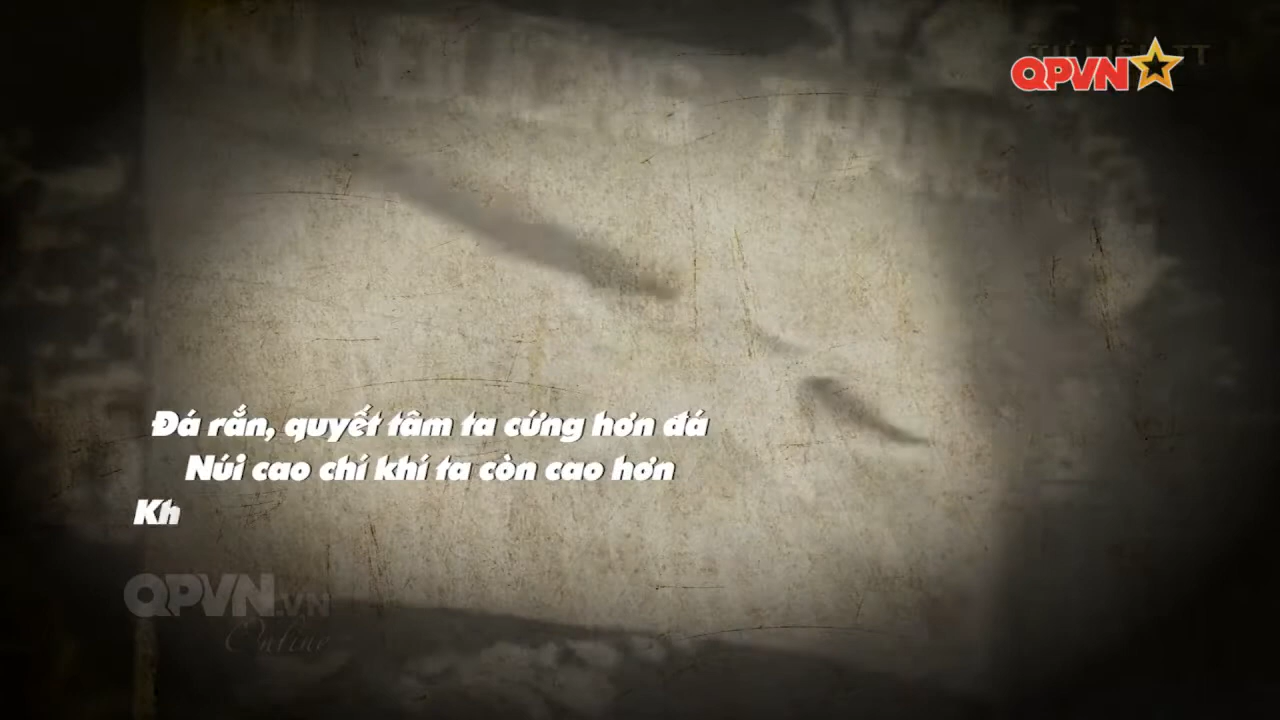 QPVN
Đá rắn, quyết tâm ta cứng hơn đá
Núi cao chí khí ta còn cao hơn
Kh
QPVN.VN
Online